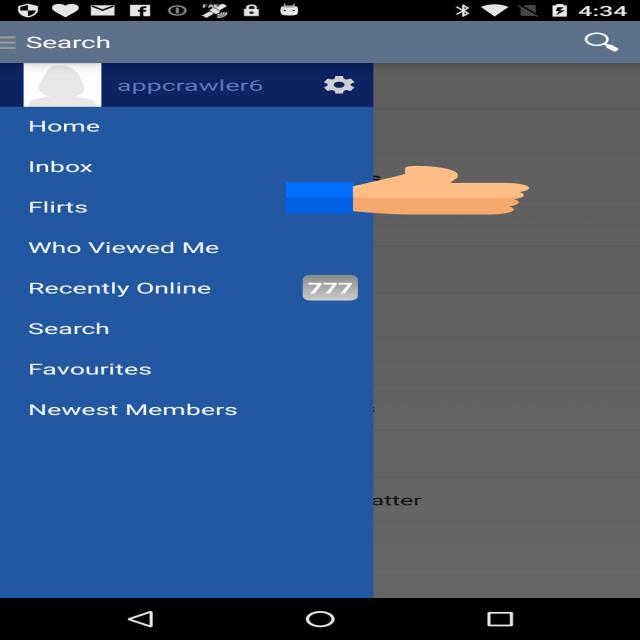 4:34
Search
appcrawler6
Home
Inbox
Flirts
Who Viewed Me
Recently Online 777
Search
Favourites
Newest Members
atter